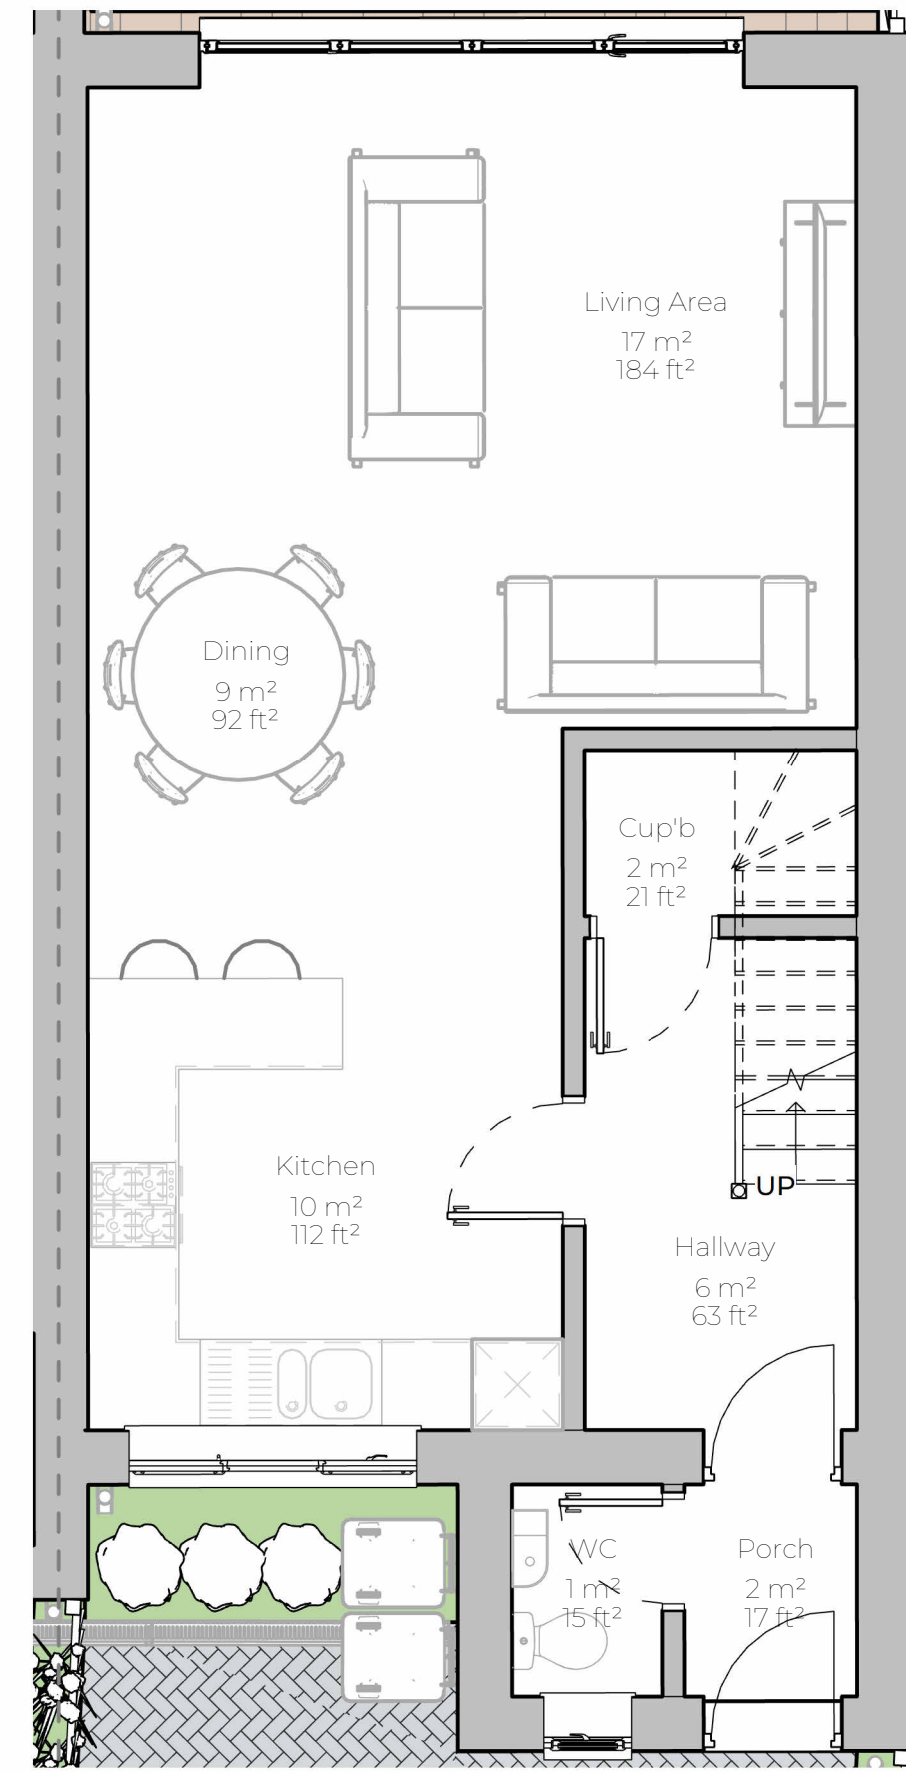 Living Area
17 m²
184 ft²
Dining
9 m²
92 ft²
Cup'b
2 m²
21 ft²
UP
Kitchen
10 m²
112 ft²
Hallway
6 m²
63 ft²
WC
1 m²
15 ft²
Porch
2 m²
17 ft²